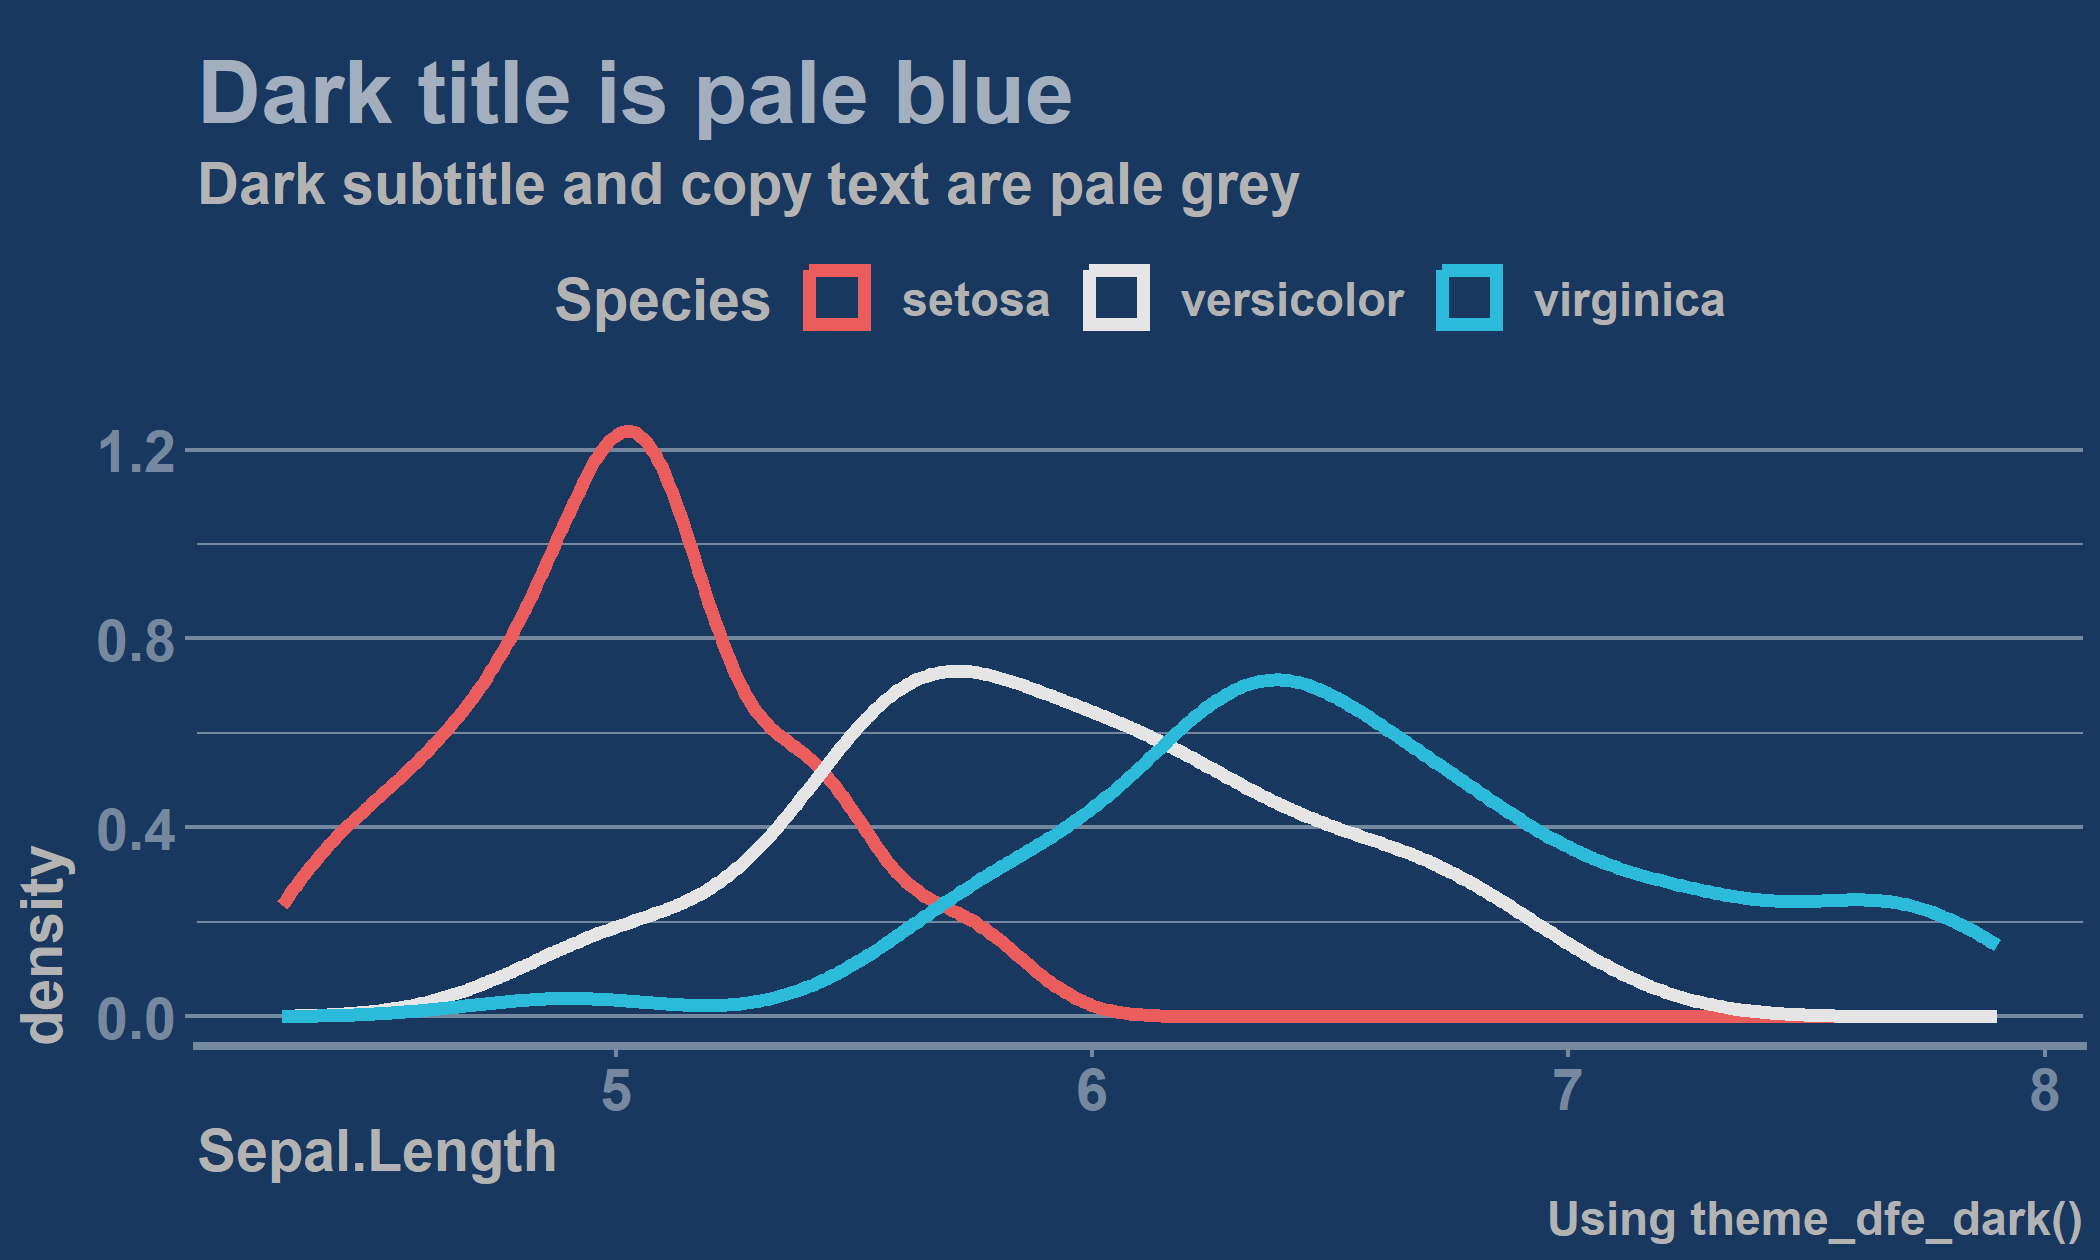 Dark title is pale blue
Dark subtitle and copy text are pale grey
Species setosa versicolor virginica
1.2
0.8
0.4
0.0
density
5 6 7 8
Sepal.Length
Using theme_dfe_dark()